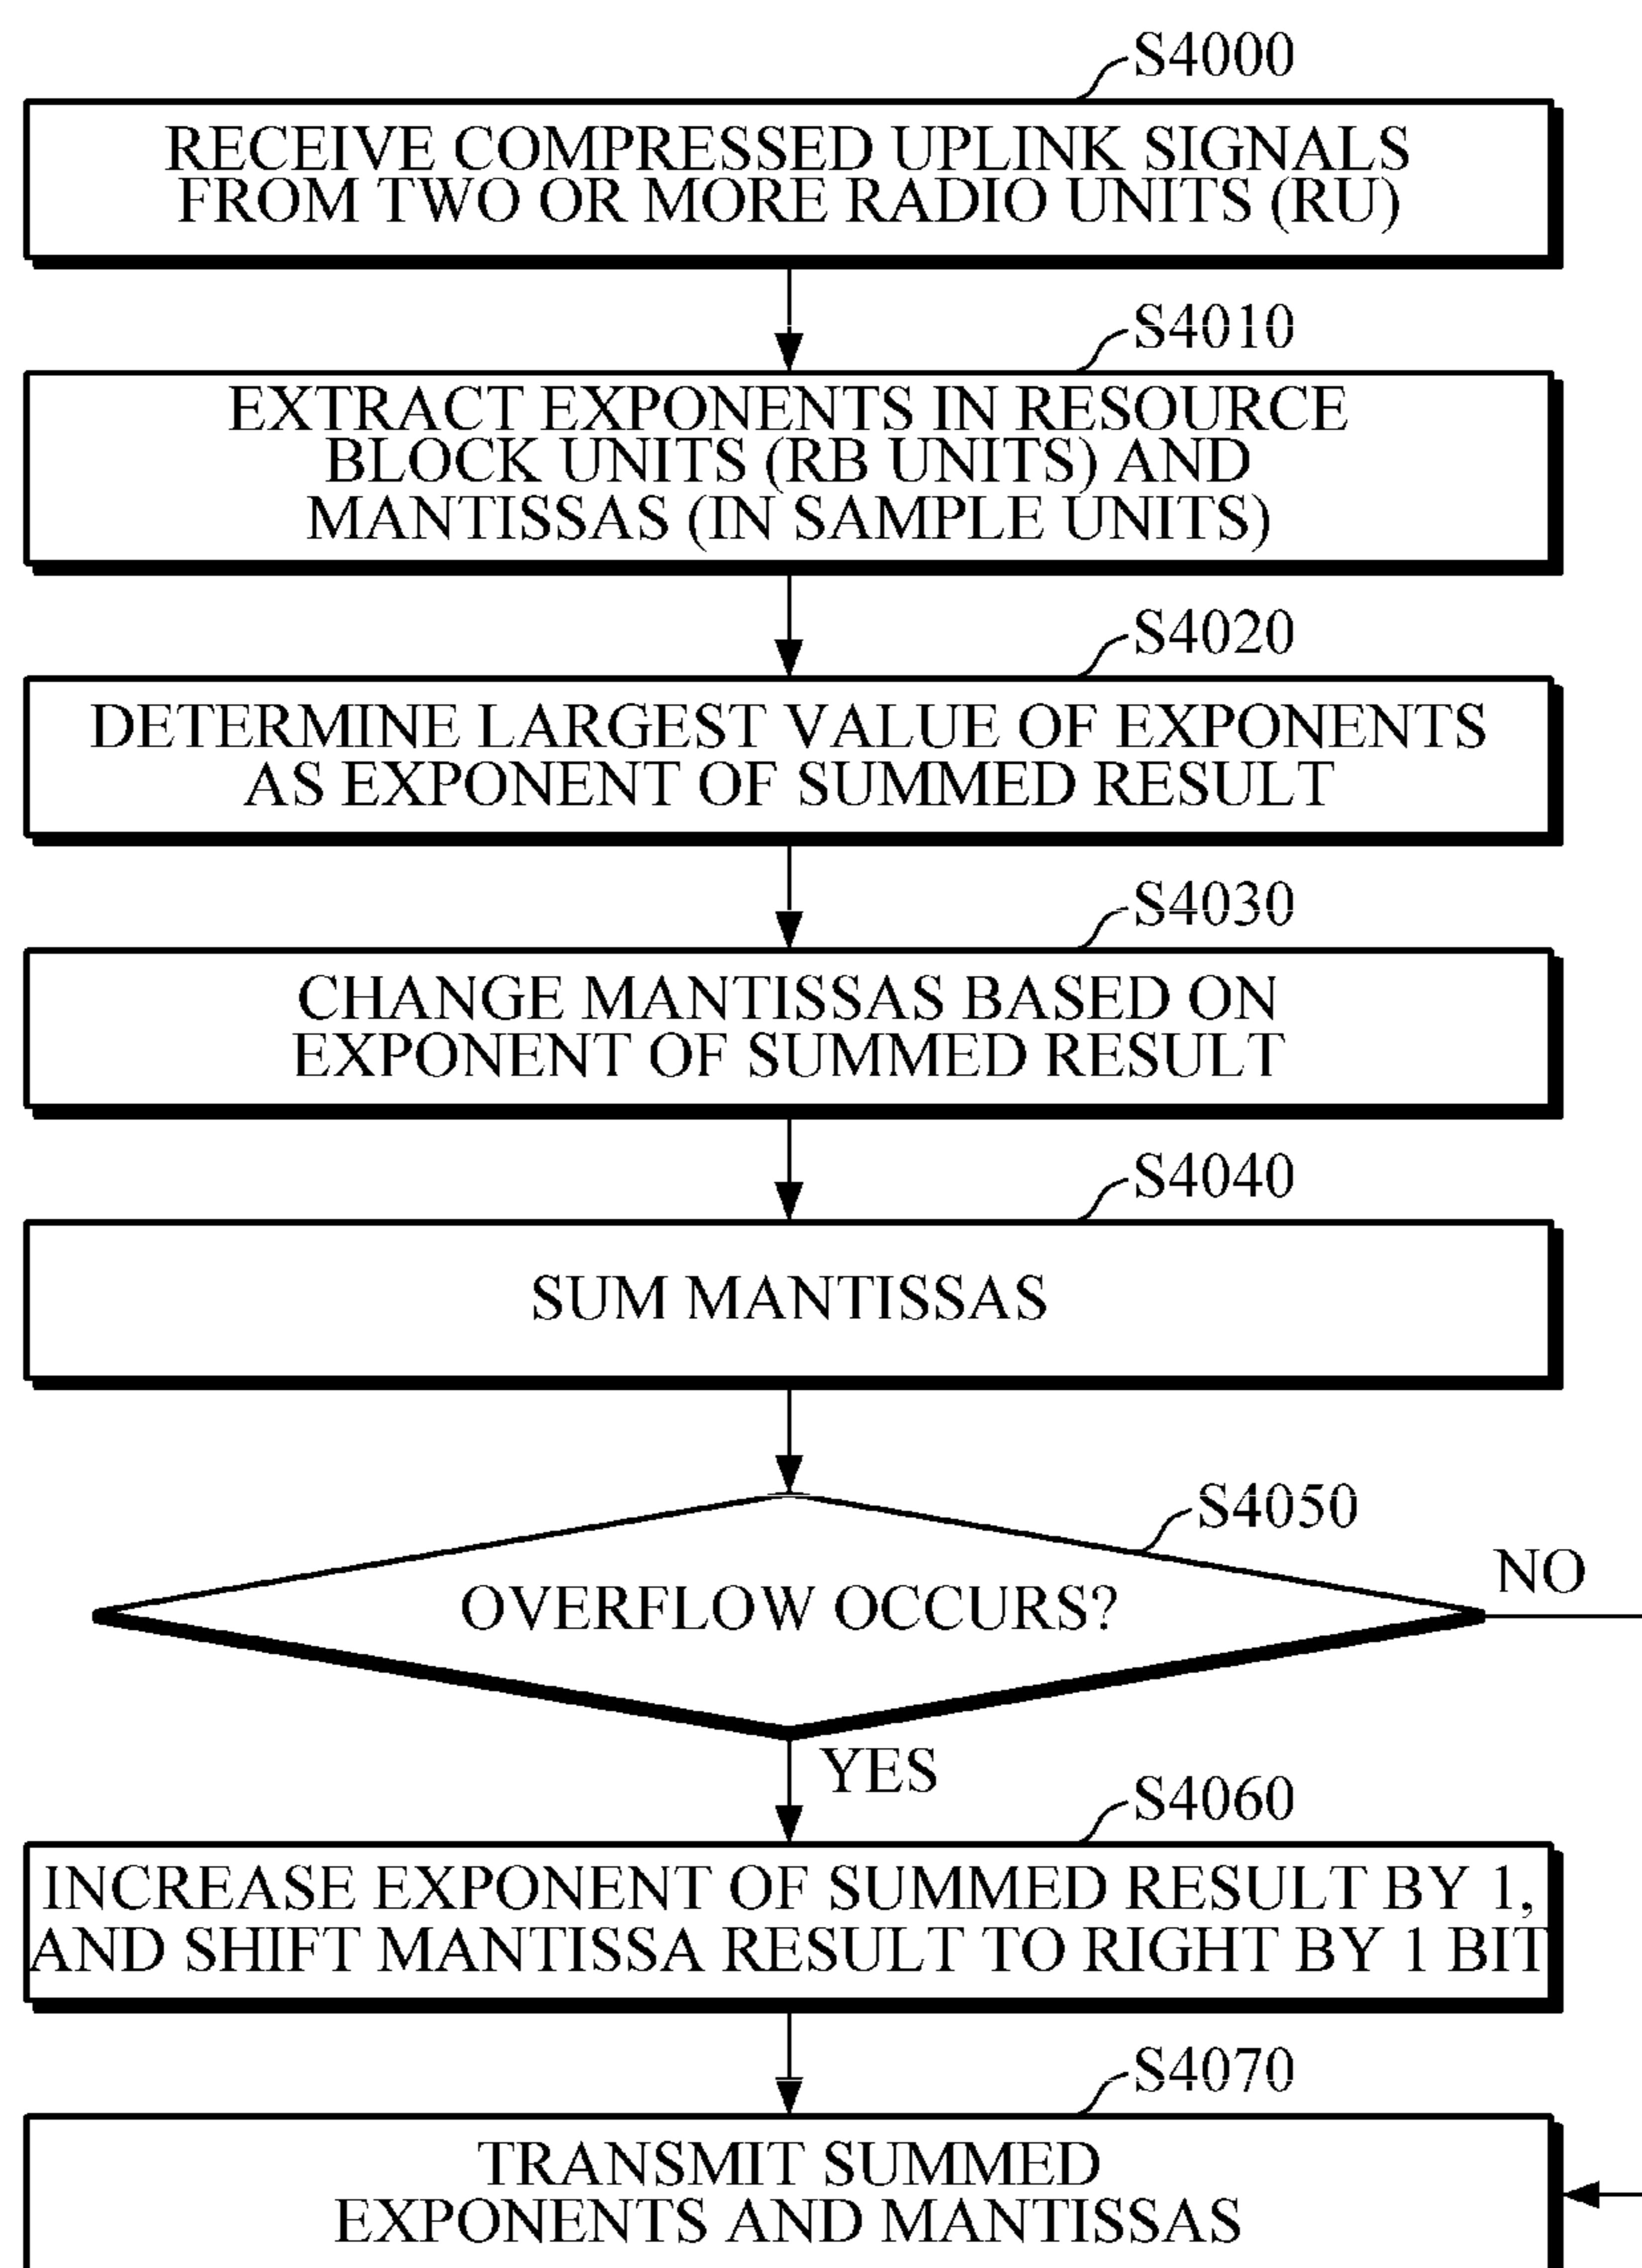 S4000
RECEIVE COMPRESSED UPLINK SIGNALS
FROM TWO OR MORE RADIO UNITS (RU)
S4010
EXTRACT EXPONENTS IN RESOURCE
BLOCK UNITS (RB UNITS) AND
MANTISSAS (IN SAMPLE UNITS)
S4020
DETERMINE LARGEST VALUE OF EXPONENTS
AS EXPONENT OF SUMMED RESULT
S4030
CHANGE MANTISSAS BASED ON
EXPONENT OF SUMMED RESULT
S4040
SUM MANTISSAS
S4050
OVERFLOW OCCURS?
NO
YES
S4060
INCREASE EXPONENT OF SUMMED RESULT BY 1,
AND SHIFT MANTISSA RESULT TO RIGHT BY 1 BIT
S4070
TRANSMIT SUMMED
EXPONENTS AND MANTISSAS